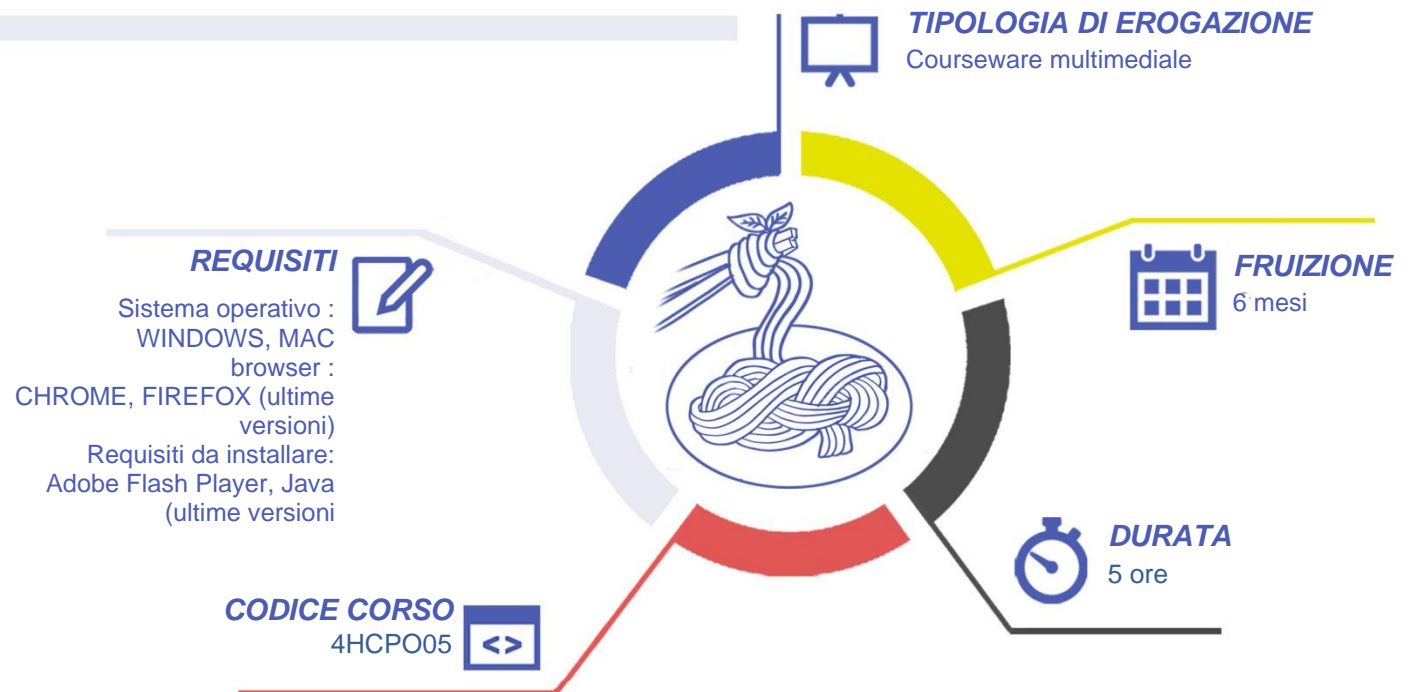 TIPOLOGIA DI EROGAZIONE
Courseware multimediale
REQUISITI
Sistema operativo :
WINDOWS, MAC
browser :
CHROME, FIREFOX (ultime
versioni)
Requisiti da installare:
Adobe Flash Player, Java
(ultime versioni
FRUIZIONE
6 mesi
DURATA
5 ore
CODICE CORSO
4HCPO05
<>